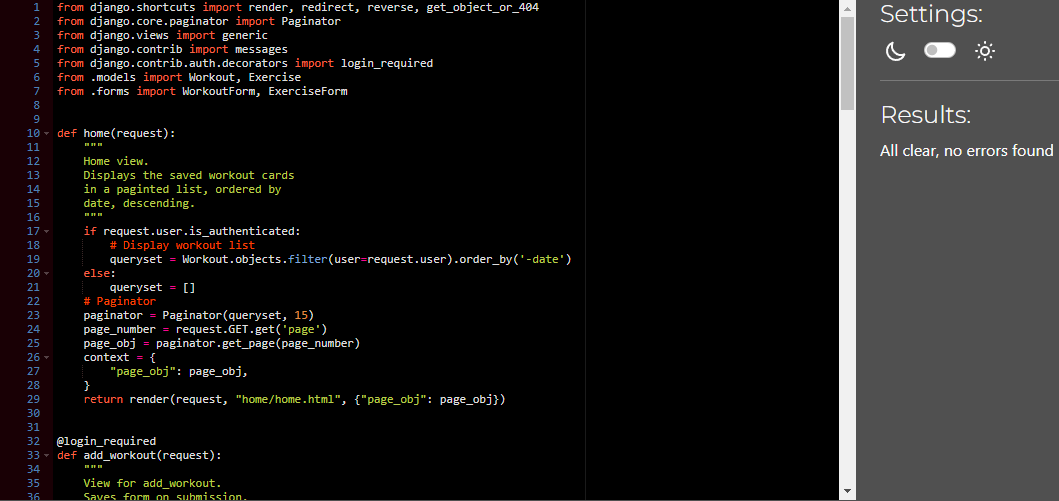 1 from django.shortcuts import render, redirect, reverse, get_object_or_404
2 from django.core.paginator import Paginator
3 from django.views import generic
4 from django.contrib import messages
5 from django.contrib.auth.decorators import login_required
6 from .models import Workout, Exercise
7 from .forms import WorkoutForm, ExerciseForm
8
9
10 def home(request):
11     """
12     Home view.
13     Displays the saved workout cards
14     in a paginted list, ordered by
15     date, descending.
16     """
17     if request.user.is_authenticated:
18         # Display workout list
19         queryset = Workout.objects.filter(user=request.user).order_by('-date')
20     else:
21         queryset = []
22     # Paginator
23     paginator = Paginator(queryset, 15)
24     page_number = request.GET.get('page')
25     page_obj = paginator.get_page(page_number)
26     context = {
27         "page_obj": page_obj,
28     }
29     return render(request, "home/home.html", {"page_obj": page_obj})
30
31
32 @login_required
33 def add_workout(request):
34     """
35     View for add_workout.
36     Saves form on submission.
Settings:
Results:
All clear, no errors found